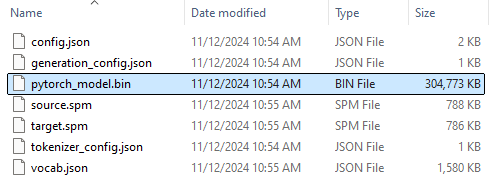 Name Date modified Type Size
config.json 11/12/2024 10:54 AM JSON File 2 KB
generation_config.json 11/12/2024 10:54 AM JSON File 1 KB
pytorch_model.bin 11/12/2024 10:54 AM BIN File 304,773 KB
source.spm 11/12/2024 10:55 AM SPM File 788 KB
target.spm 11/12/2024 10:55 AM SPM File 786 KB
tokenizer_config.json 11/12/2024 10:54 AM JSON File 1 KB
vocab.json 11/12/2024 10:55 AM JSON File 1,580 KB